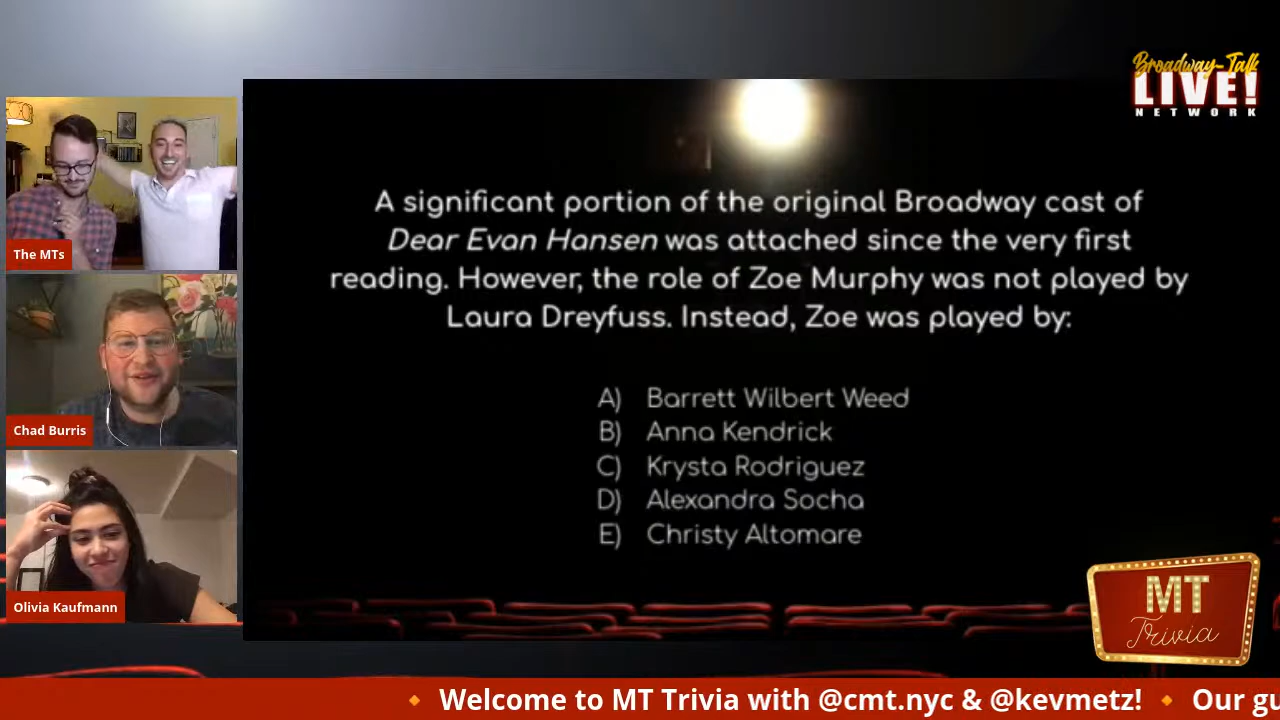 Broadway-Talk
LIVE!
NETWORK
The MTs
Chad Burris
Olivia Kaufmann
A significant portion of the original Broadway cast of
Dear Evan Hansen was attached since the very first
reading. However, the role of Zoe Murphy was not played by
Laura Dreyfuss. Instead, Zoe was played by:
A) Barrett Wilbert Weed
B) Anna Kendrick
C) Krysta Rodriguez
D) Alexandra Socha
E) Christy Altomare
MT
Trivia
Welcome to MT Trivia with @cmt.nyc & @kevmetz! Our gu